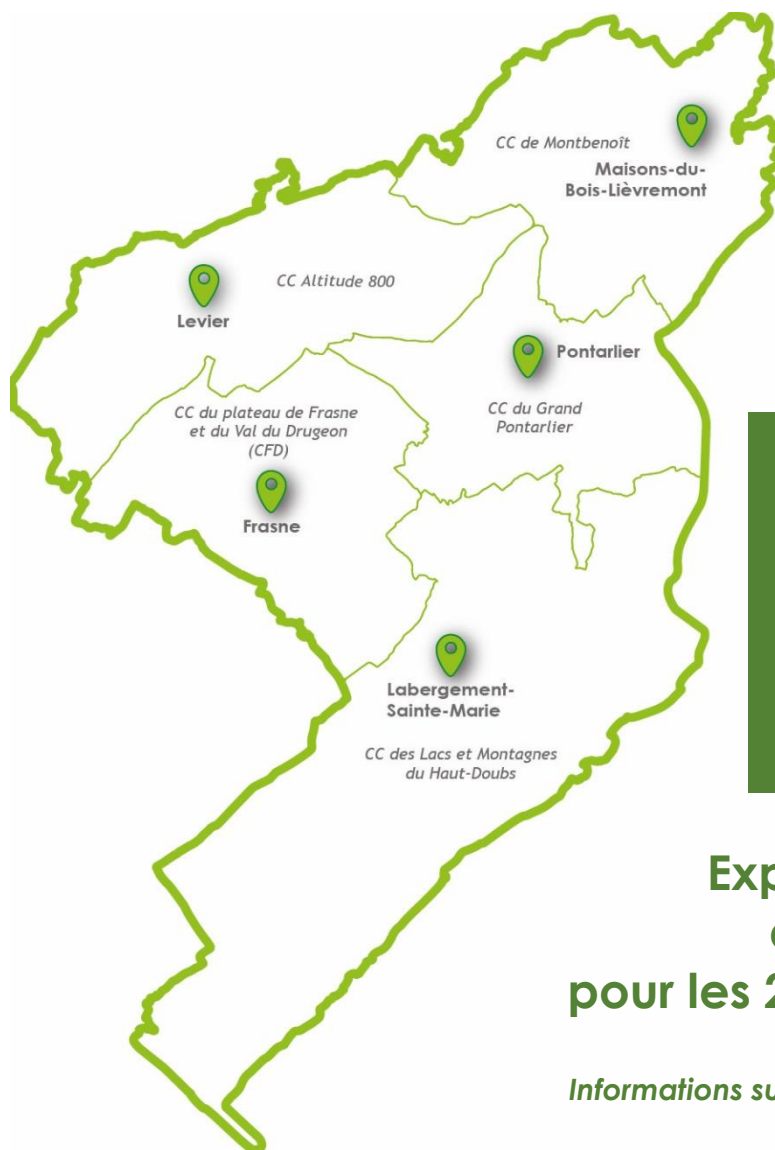 CC de Montbenoît
Maisons-du-
Bois-Lièvremont
CC Altitude 800
Levier
Pontarlier
CC du plateau de Frasne
et du Val du Drugeon
(CFD)
CC du Grand
Pontarlier
Frasne
Labergement-
Sainte-Marie
CC des Lacs et Montagnes
du Haut-Doubs
pour les 2
Informations